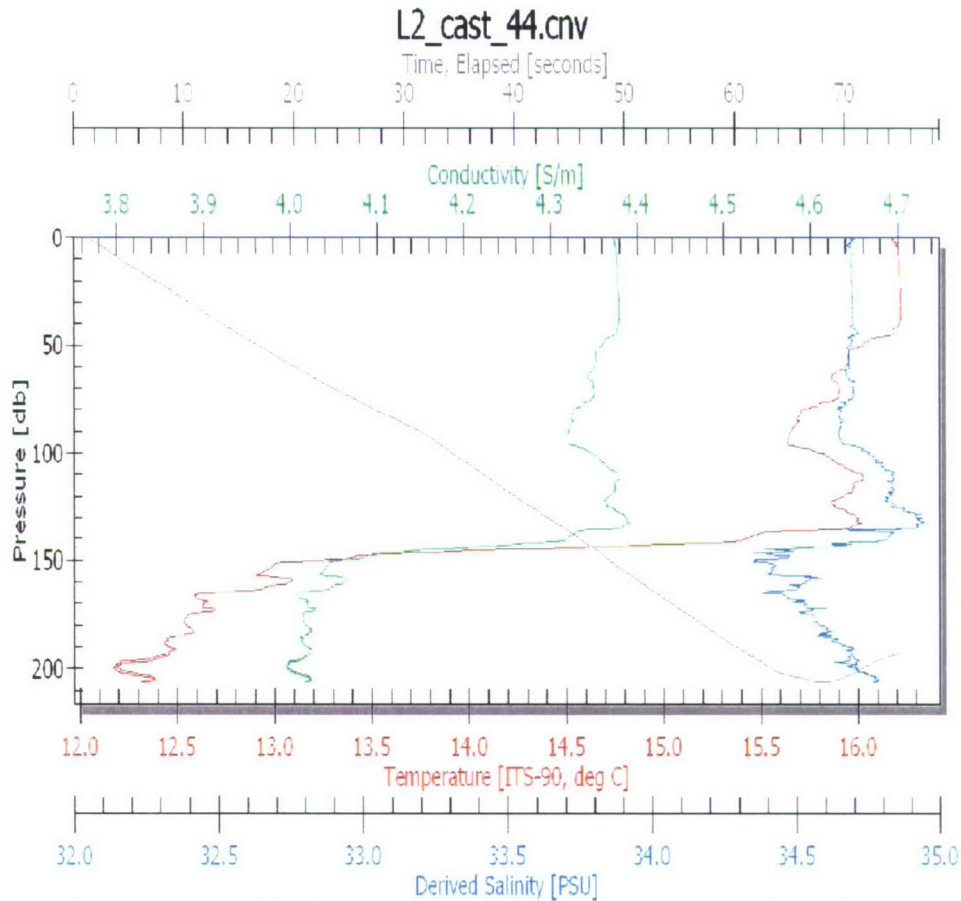 L2_cast_44.cnv
Time, Elapsed [seconds]
0 10 20 30 40 50 60 70
Conductivity [S/m]
3.8 3.9 4.0 4.1 4.2 4.3 4.4 4.5 4.6 4.7
0
50
100
150
200
Pressure [db]
12.0 12.5 13.0 13.5 14.0 14.5 15.0 15.5 16.0
Temperature [ITS-90, deg C]
32.0 32.5 33.0 33.5 34.0 34.5 35.0
Derived Salinity [PSU]